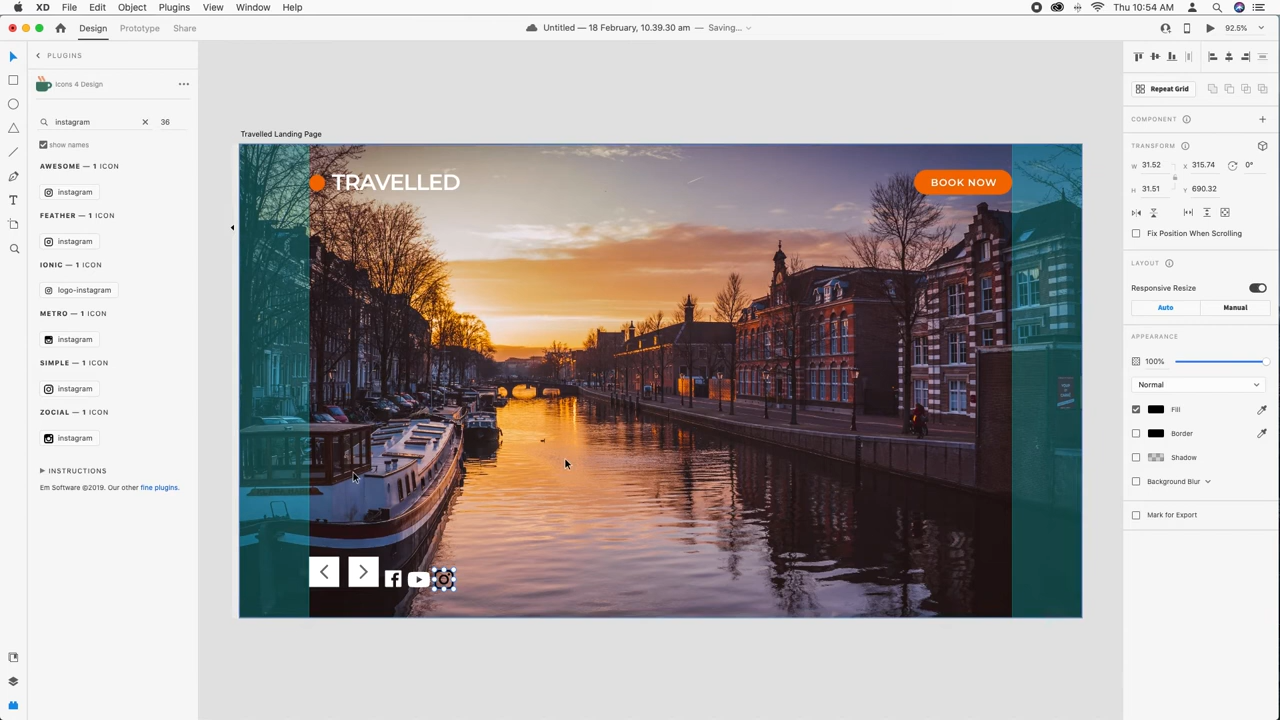 XD File Edit Object Plugins View Window Help
Thu 10:54 AM
Design Prototype Share
Untitled — 18 February, 10.39.30 am — Saving...
92.5%
PLUGINS
Icons 4 Design
instagram
36
show names
AWESOME — 1 ICON
instagram
FEATHER — 1 ICON
instagram
IONIC — 1 ICON
logo-instagram
METRO — 1 ICON
instagram
SIMPLE — 1 ICON
instagram
ZOCIAL — 1 ICON
instagram
INSTRUCTIONS
Em Software ©2019. Our other fine plugins.
Travelled Landing Page
TRAVELLED
BOOK NOW
Repeat Grid
COMPONENT
TRANSFORM
W 31.52 X 315.74 0°
H 31.51 Y 690.32
Fix Position When Scrolling
LAYOUT
Responsive Resize
Auto Manual
APPEARANCE
100%
Normal
Fill
Border
Shadow
Background Blur
Mark for Export